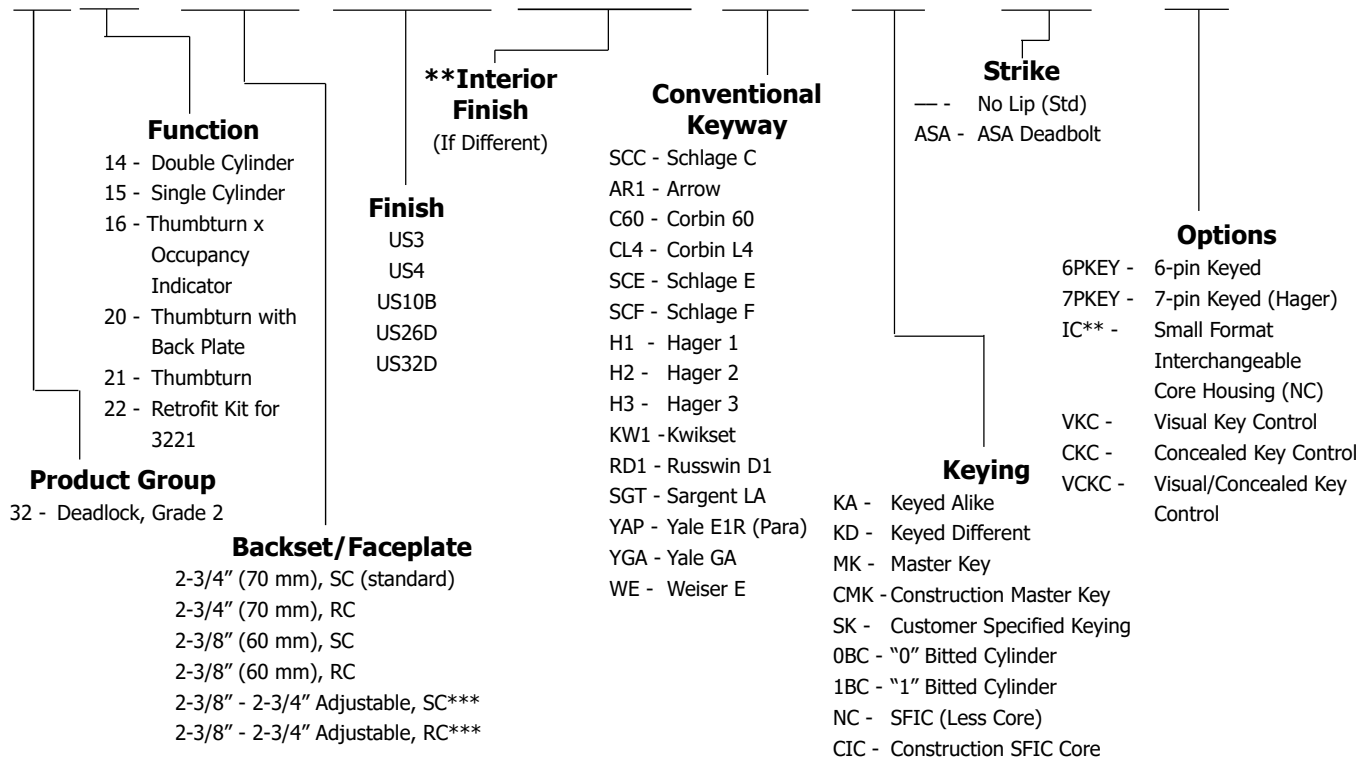 **Interior
Finish
(If Different)
Strike
–– - No Lip (Std)
ASA - ASA Deadbolt
Conventional
Keyway
SCC - Schlage C
AR1 - Arrow
C60 - Corbin 60
CL4 - Corbin L4
SCE - Schlage E
SCF - Schlage F
H1 - Hager 1
H2 - Hager 2
H3 - Hager 3
KW1 -Kwikset
RD1 - Russwin D1
SGT - Sargent LA
YAP - Yale E1R (Para)
YGA - Yale GA
WE - Weiser E
Function
14 - Double Cylinder
15 - Single Cylinder
16 - Thumbturn x
Occupancy
Indicator
20 - Thumbturn with
Back Plate
21 - Thumbturn
22 - Retrofit Kit for
3221
Finish
US3
US4
US10B
US26D
US32D
Options
6PKEY - 6-pin Keyed
7PKEY - 7-pin Keyed (Hager)
IC** - Small Format
Interchangeable
Core Housing (NC)
VKC - Visual Key Control
CKC - Concealed Key Control
VCKC - Visual/Concealed Key
Control
Product Group
32 - Deadlock, Grade 2
Keying
KA - Keyed Alike
KD - Keyed Different
MK - Master Key
CMK - Construction Master Key
SK - Customer Specified Keying
0BC - “0” Bitted Cylinder
1BC - “1” Bitted Cylinder
NC - SFIC (Less Core)
CIC - Construction SFIC Core
Backset/Faceplate
2-3/4” (70 mm), SC (standard)
2-3/4” (70 mm), RC
2-3/8” (60 mm), SC
2-3/8” (60 mm), RC
2-3/8” - 2-3/4” Adjustable, SC***
2-3/8” - 2-3/4” Adjustable, RC***